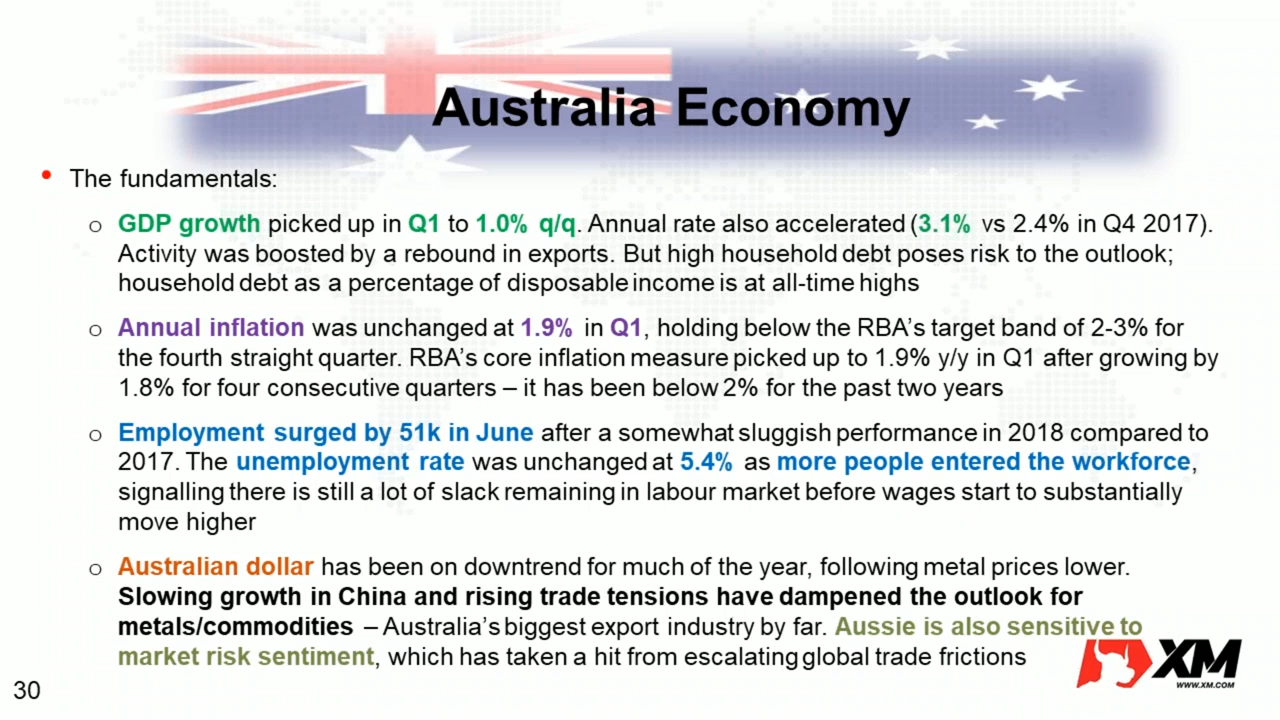 Australia Economy
• The fundamentals:
o GDP growth picked up in Q1 to 1.0% q/q. Annual rate also accelerated (3.1% vs 2.4% in Q4 2017).
Activity was boosted by a rebound in exports. But high household debt poses risk to the outlook;
household debt as a percentage of disposable income is at all-time highs
o Annual inflation was unchanged at 1.9% in Q1, holding below the RBA's target band of 2-3% for
the fourth straight quarter. RBA's core inflation measure picked up to 1.9% y/y in Q1 after growing by
1.8% for four consecutive quarters – it has been below 2% for the past two years
o Employment surged by 51k in June after a somewhat sluggish performance in 2018 compared to
2017. The unemployment rate was unchanged at 5.4% as more people entered the workforce,
signalling there is still a lot of slack remaining in labour market before wages start to substantially
move higher
o Australian dollar has been on downtrend for much of the year, following metal prices lower.
Slowing growth in China and rising trade tensions have dampened the outlook for
metals/commodities – Australia's biggest export industry by far. Aussie is also sensitive to
market risk sentiment, which has taken a hit from escalating global trade frictions
XM
WWW.XM.COM
30